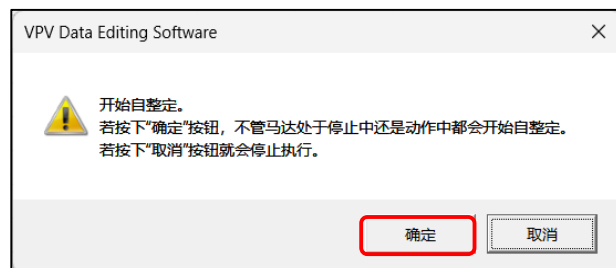 VPV Data Editing Software
开始自整定。
若按下“确定”按钮，不管马达处于停止中还是动作中都会开始自整定。
若按下“取消”按钮就会停止执行。
确定
取消